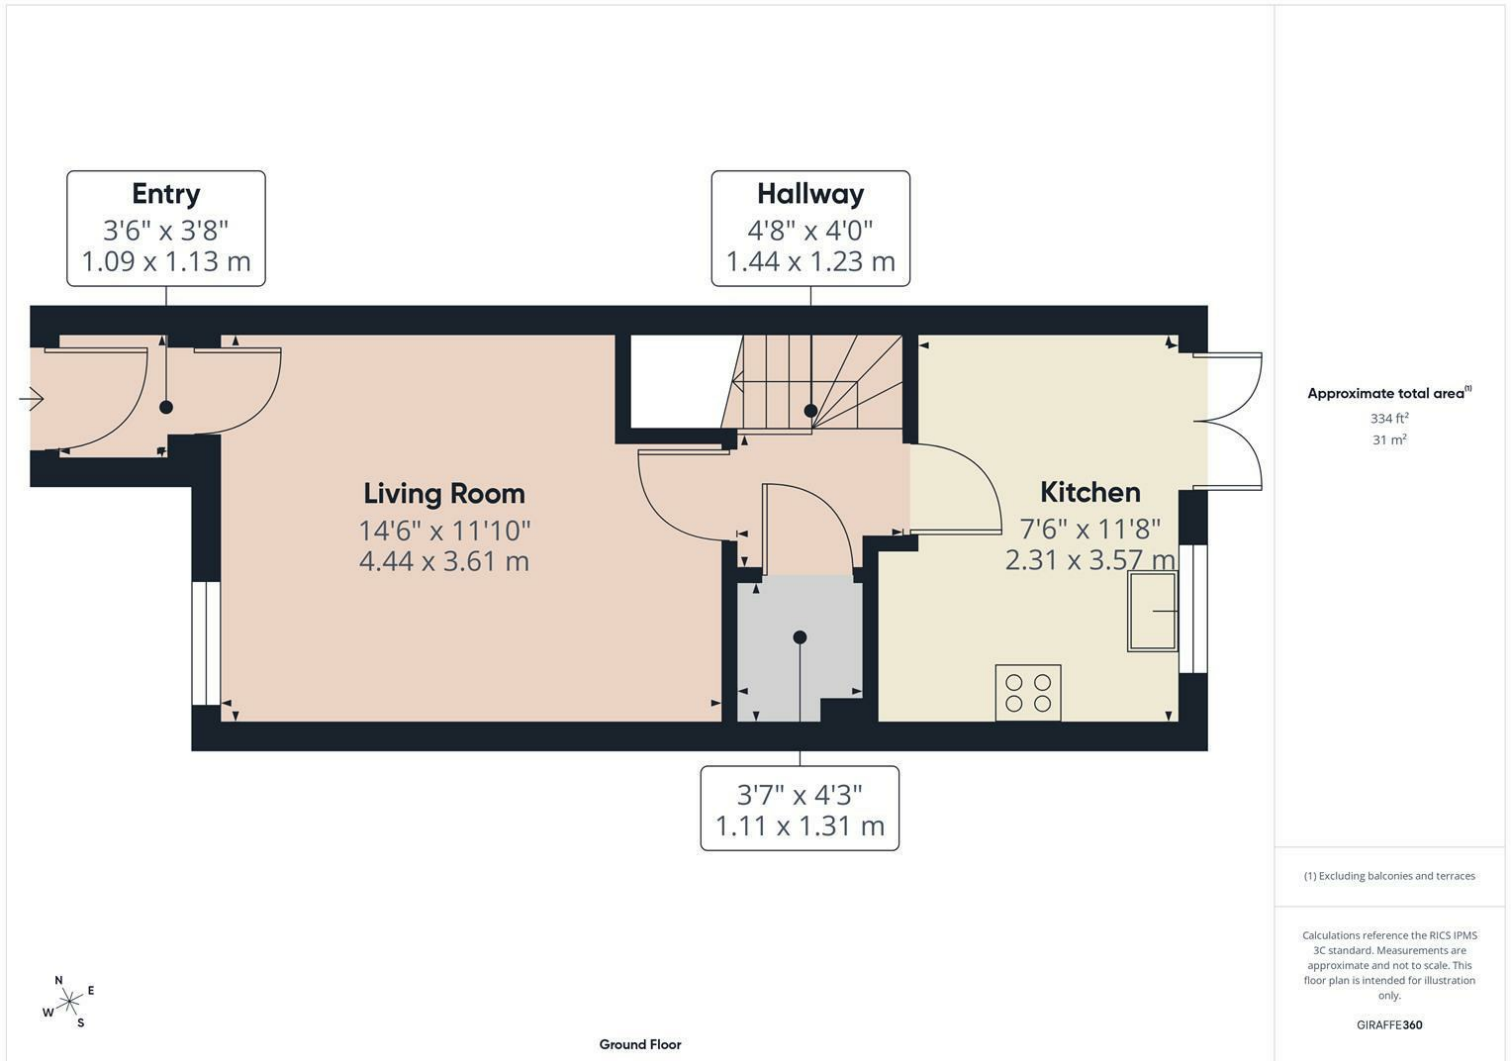 Entry
3'6" x 3'8"
1.09 x 1.13 m
Hallway
4'8" x 4'0"
1.44 x 1.23 m
Living Room
14'6" x 11'10"
4.44 x 3.61 m
Kitchen
7'6" x 11'8"
2.31 x 3.57 m
3'7" x 4'3"
1.11 x 1.31 m
N
E
W
S
Ground Floor
Approximate total area(1)
334 ft²
31 m²
(1) Excluding balconies and terraces
Calculations reference the RICS IPMS
3C standard. Measurements are
approximate and not to scale. This
floor plan is intended for illustration
only.
GIRAFFE360